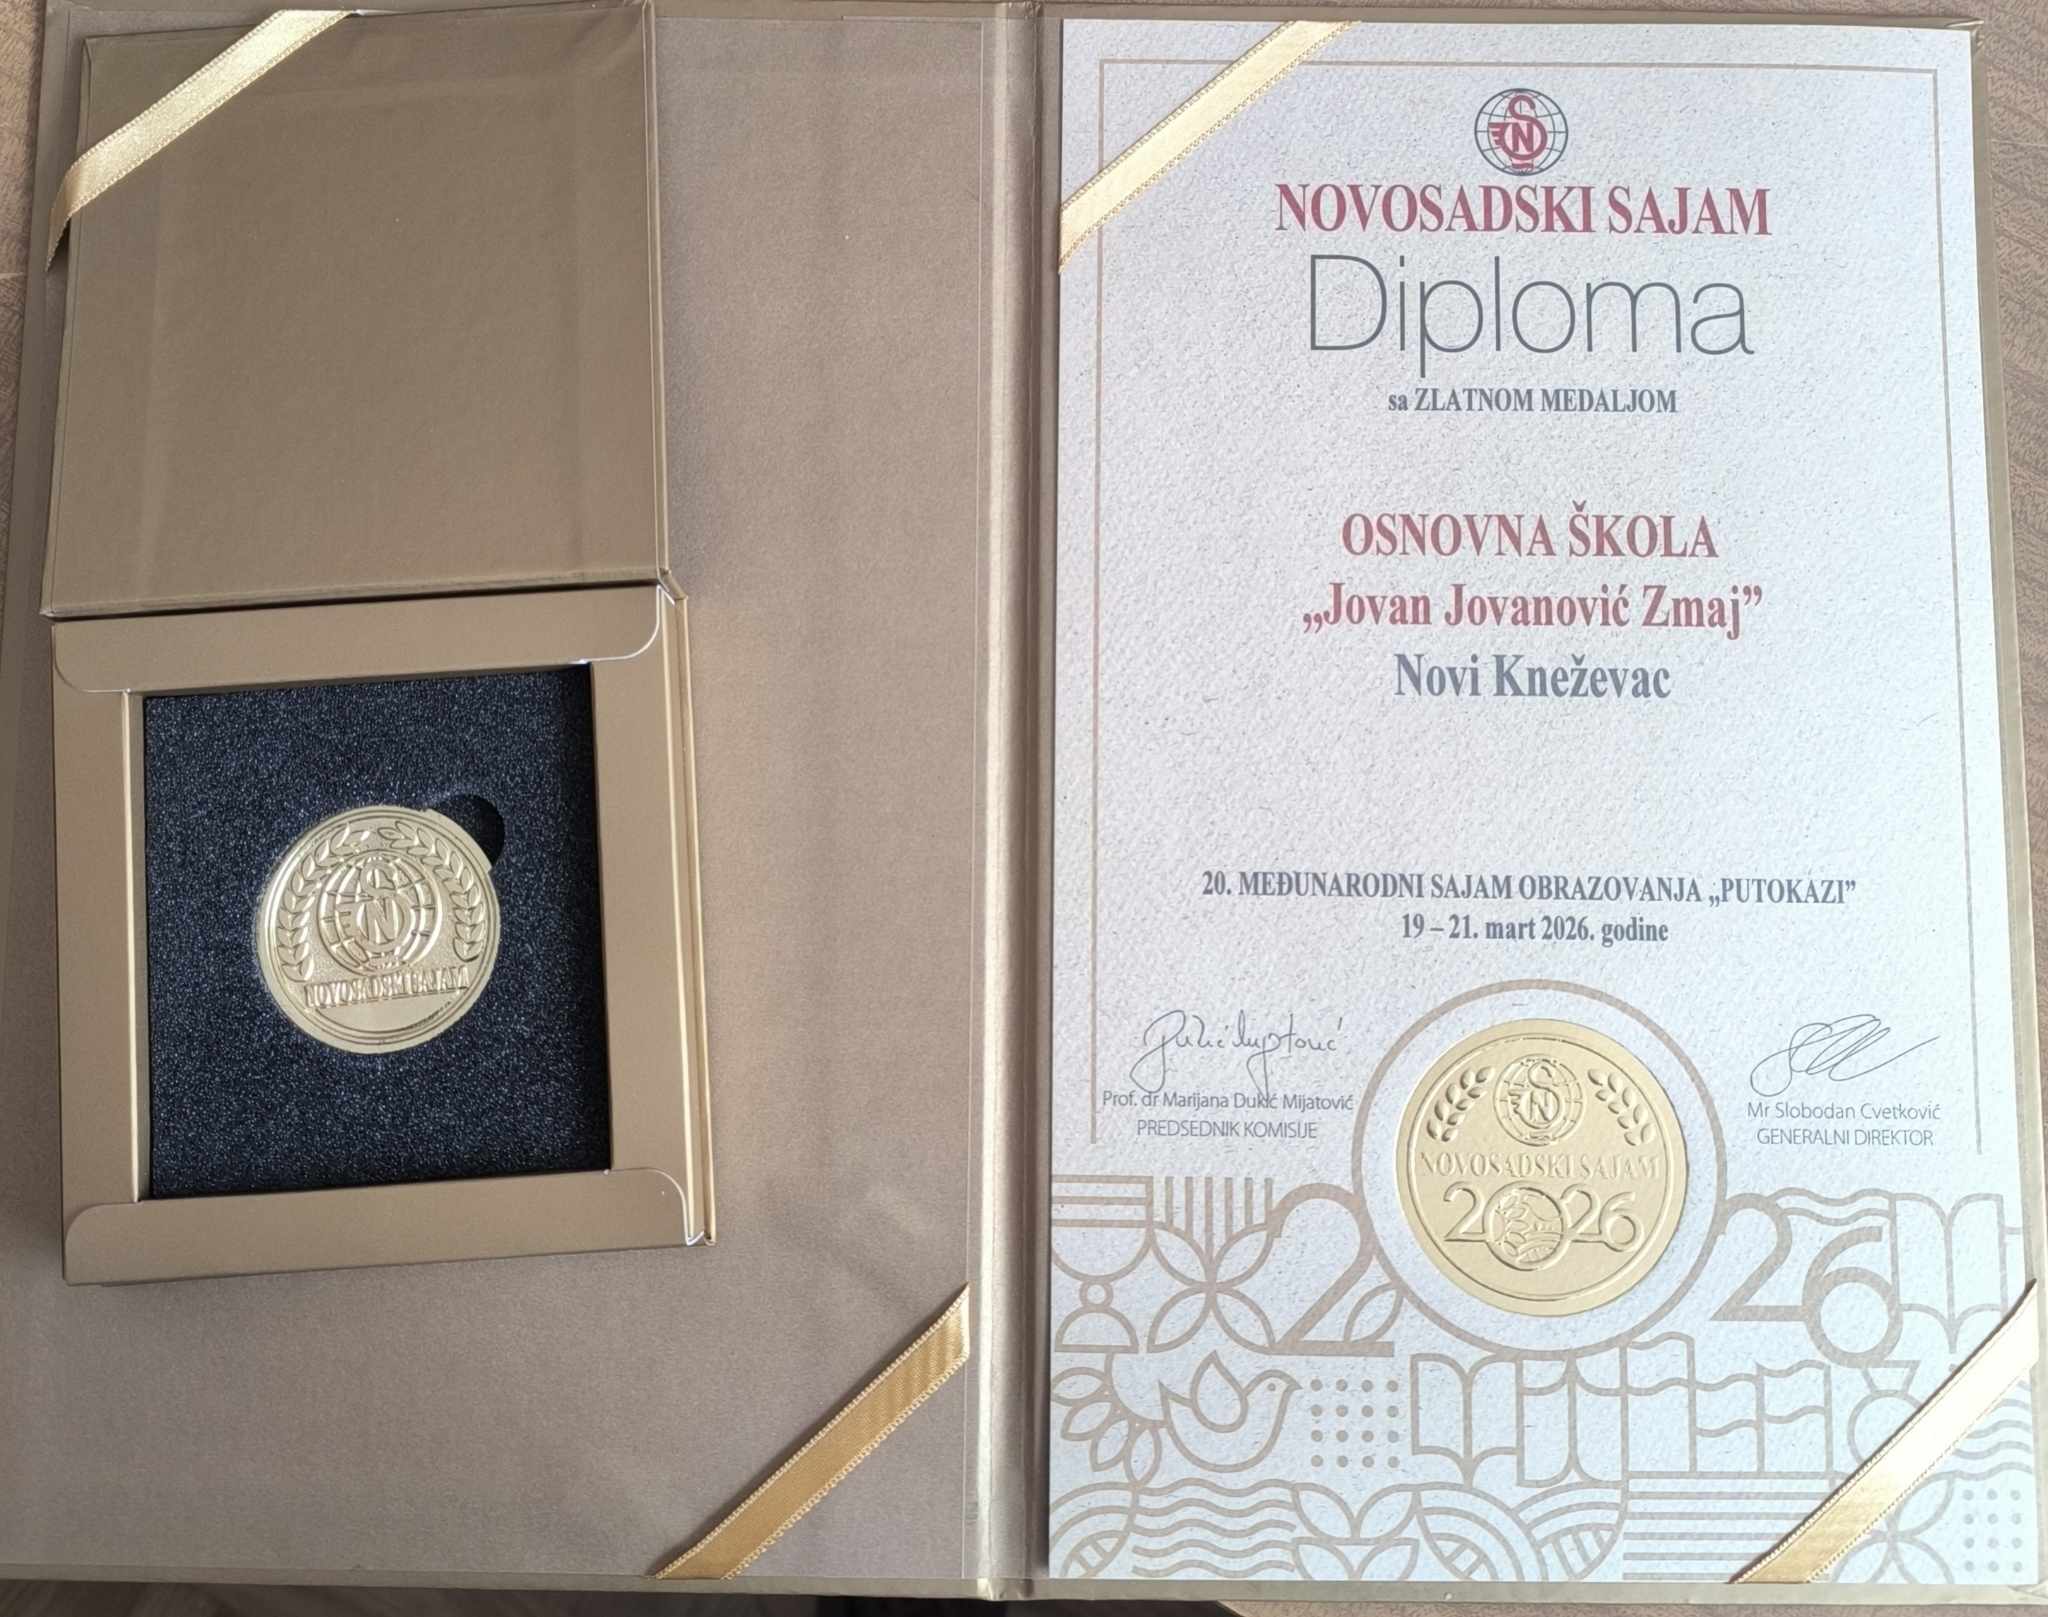 NOVOSADSKI SAJAM
NOVOSADSKI SAJAM
Diploma
sa ZLATNOM MEDALJOM
OSNOVNA ŠKOLA
„Jovan Jovanović Zmaj”
Novi Kneževac
20. MEĐUNARODNI SAJAM OBRAZOVANJA „PUTOKAZI”
19 – 21. mart 2026. godine
Prof. dr Marijana Dukić Mijatović
PREDSEDNIK KOMISIJE
Mr Slobodan Cvetković
GENERALNI DIREKTOR
NOVOSADSKI SAJAM
2026
2026